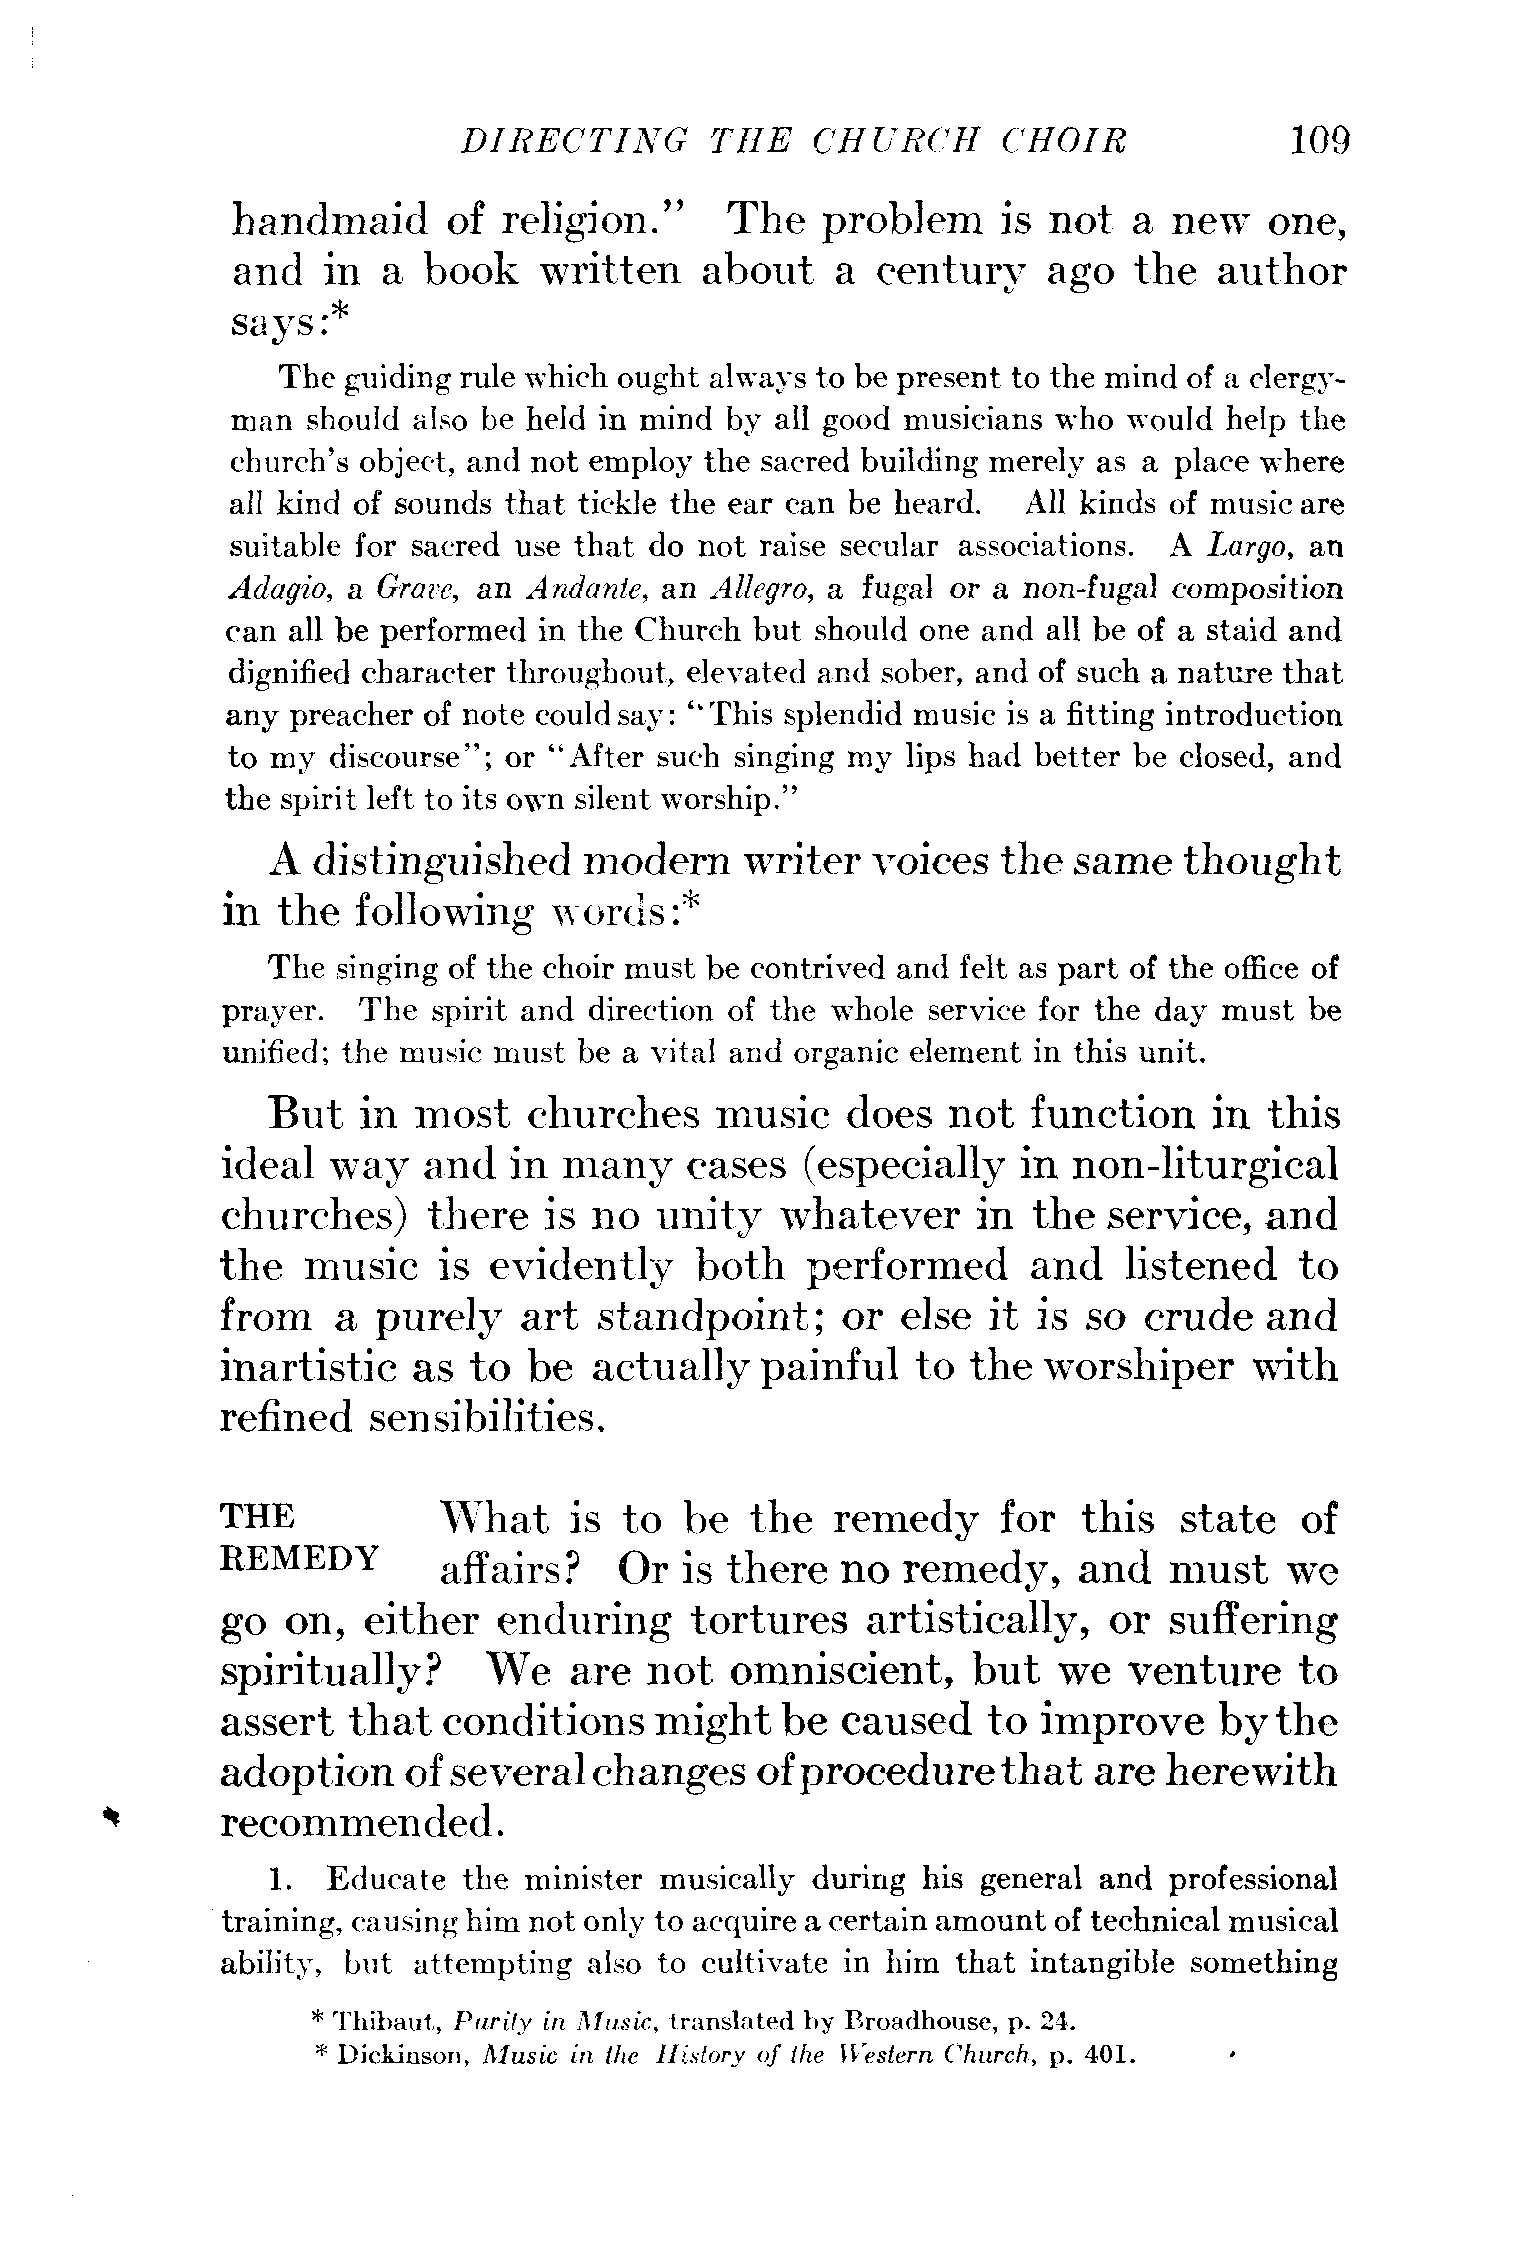 DIRECTING THE CHURCH CHOIR 109
handmaid of religion.” The problem is not a new one,
and in a book written about a century ago the author
says:*
The guiding rule which ought always to be present to the mind of a clergy-
man should also be held in mind by all good musicians who would help the
church’s object, and not employ the sacred building merely as a place where
all kind of sounds that tickle the ear can be heard. All kinds of music are
suitable for sacred use that do not raise secular associations. A Largo, an
Adagio, a Grave, an Andante, an Allegro, a fugal or a non-fugal composition
can all be performed in the Church but should one and all be of a staid and
dignified character throughout, elevated and sober, and of such a nature that
any preacher of note could say: “This splendid music is a fitting introduction
to my discourse”; or “After such singing my lips had better be closed, and
the spirit left to its own silent worship.”
A distinguished modern writer voices the same thought
in the following words:*
The singing of the choir must be contrived and felt as part of the office of
prayer. The spirit and direction of the whole service for the day must be
unified; the music must be a vital and organic element in this unit.
But in most churches music does not function in this
ideal way and in many cases (especially in non-liturgical
churches) there is no unity whatever in the service, and
the music is evidently both performed and listened to
from a purely art standpoint; or else it is so crude and
inartistic as to be actually painful to the worshiper with
refined sensibilities.
THE What is to be the remedy for this state of
REMEDY affairs? Or is there no remedy, and must we
go on, either enduring tortures artistically, or suffering
spiritually? We are not omniscient, but we venture to
assert that conditions might be caused to improve by the
adoption of several changes of procedure that are herewith
recommended.
1. Educate the minister musically during his general and professional
training, causing him not only to acquire a certain amount of technical musical
ability, but attempting also to cultivate in him that intangible something
* Thibaut, Purity in Music, translated by Broadhouse, p. 24.
* Dickinson, Music in the History of the Western Church, p. 401.